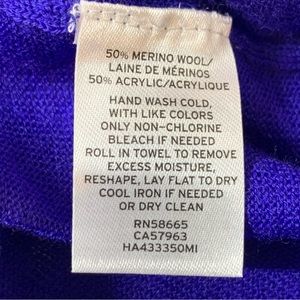 50% MERINO WOOL/
LAINE DE MÉRINOS
50% ACRYLIC/ACRYLIQUE
HAND WASH COLD,
WITH LIKE COLORS
ONLY NON-CHLORINE
BLEACH IF NEEDED
ROLL IN TOWEL TO REMOVE
EXCESS MOISTURE,
RESHAPE, LAY FLAT TO DRY
COOL IRON IF NEEDED
OR DRY CLEAN
RN58665
CA57963
HA433350MI